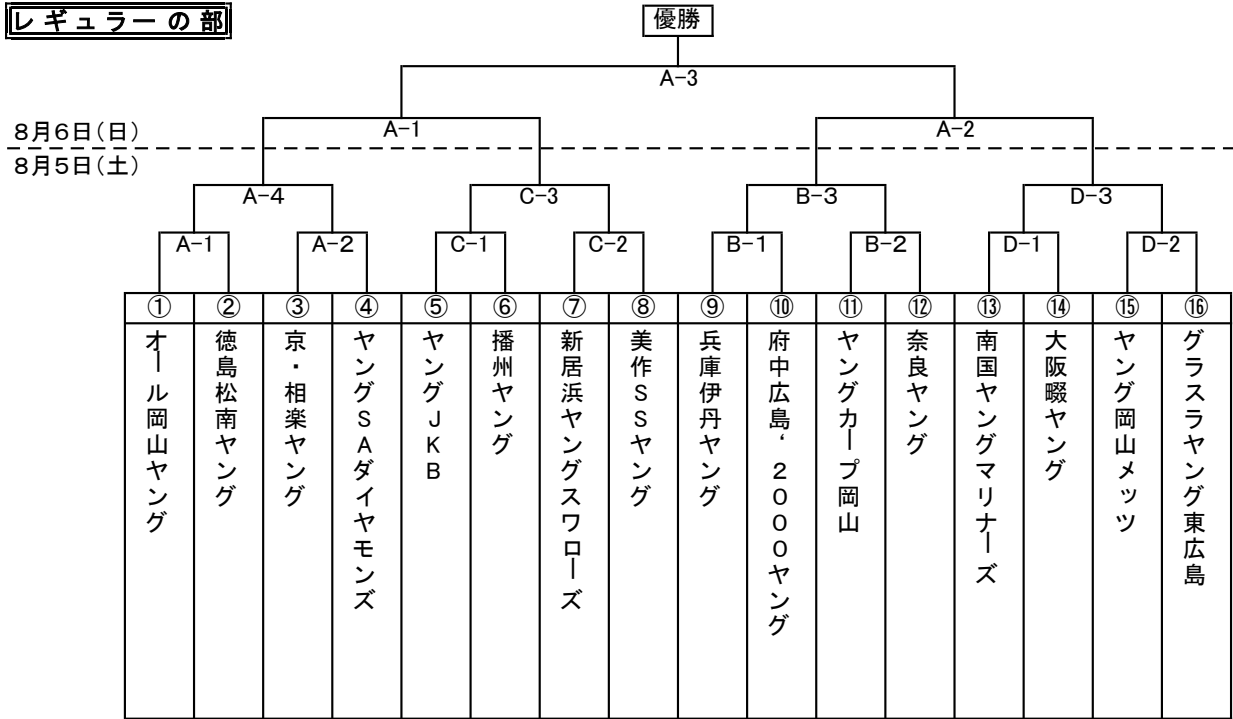 レギュラーの部
優勝
A-3
8月6日(日)
A-1
A-2
8月5日(土)
A-4
C-3
B-3
D-3
A-1
A-2
C-1
C-2
B-1
B-2
D-1
D-2
①
②
③
④
⑤
⑥
⑦
⑧
⑨
⑩
⑪
⑫
⑬
⑭
⑮
⑯
オール岡山ヤング
徳島松南ヤング
京・相楽ヤング
ヤングSAダイヤモンズ
ヤングJKB
播州ヤング
新居浜ヤングスワローズ
美作SSヤング
兵庫伊丹ヤング
府中広島‘2000ヤング
ヤングカープ岡山
奈良ヤング
南国ヤングマリナーズ
大阪畷ヤング
ヤング岡山メッツ
グラスラヤング東広島